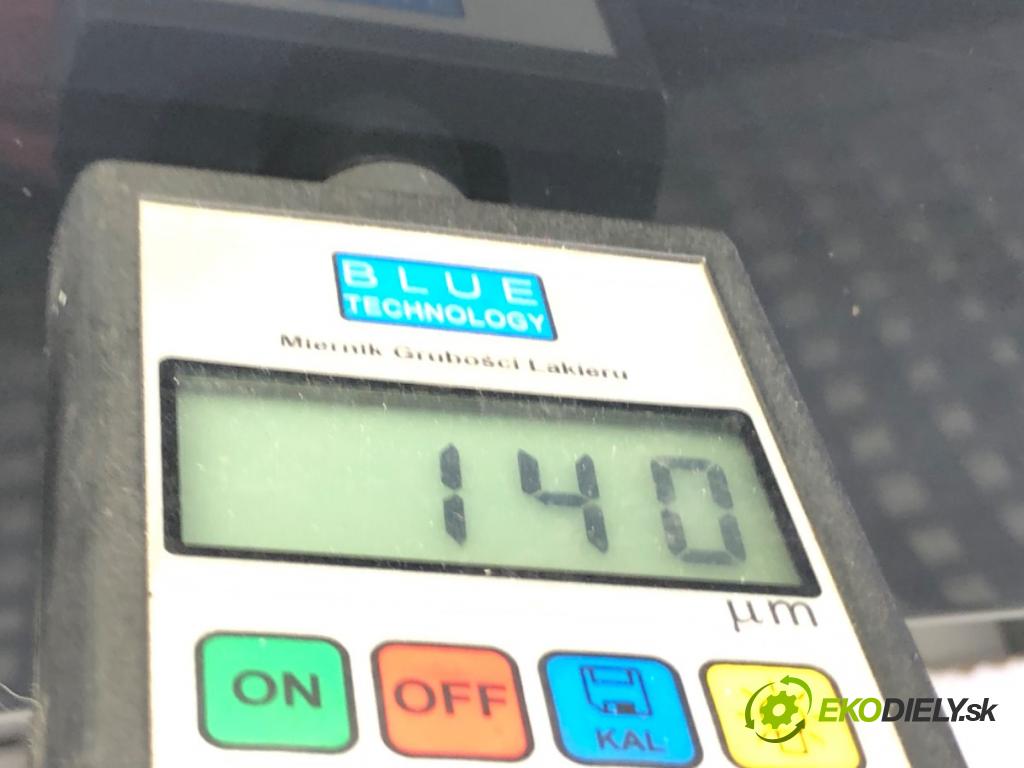 BLUE
TECHNOLOGY
Miernik Grubości Lakieru
140
μm
ON
OFF
KAL
EKODIELY.sk